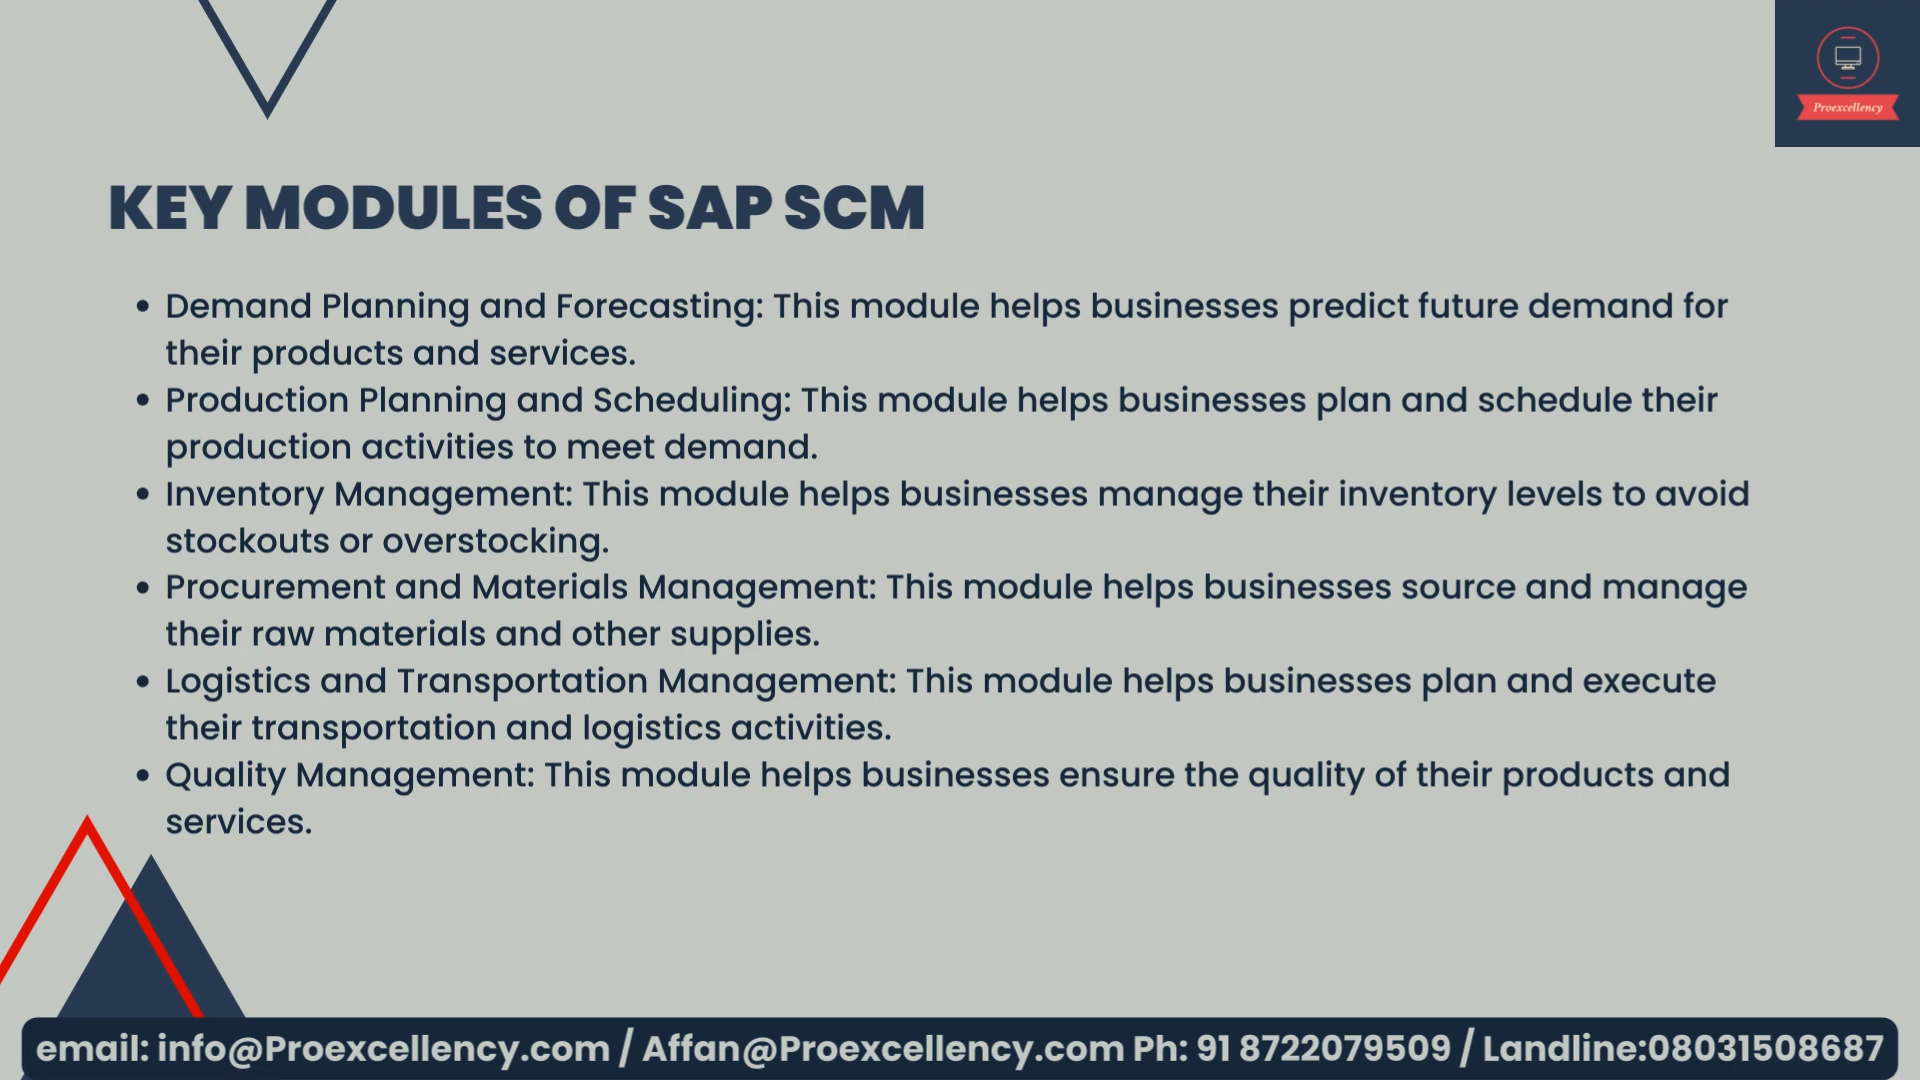 Proexcellency
KEY MODULES OF SAP SCM
• Demand Planning and Forecasting: This module helps businesses predict future demand for
their products and services.
• Production Planning and Scheduling: This module helps businesses plan and schedule their
production activities to meet demand.
• Inventory Management: This module helps businesses manage their inventory levels to avoid
stockouts or overstocking.
• Procurement and Materials Management: This module helps businesses source and manage
their raw materials and other supplies.
• Logistics and Transportation Management: This module helps businesses plan and execute
their transportation and logistics activities.
• Quality Management: This module helps businesses ensure the quality of their products and
services.
email: info@Proexcellency.com / Affan@Proexcellency.com Ph: 91 8722079509 / Landline:08031508687